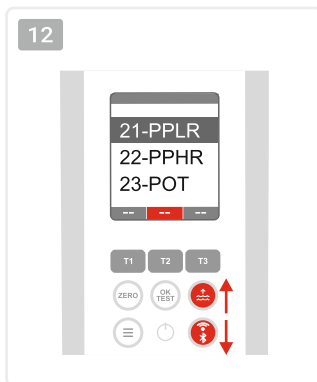 12
21-PPLR
22-PPHR
23-POT
-- -- --
T1 T2 T3
ZERO OK TEST